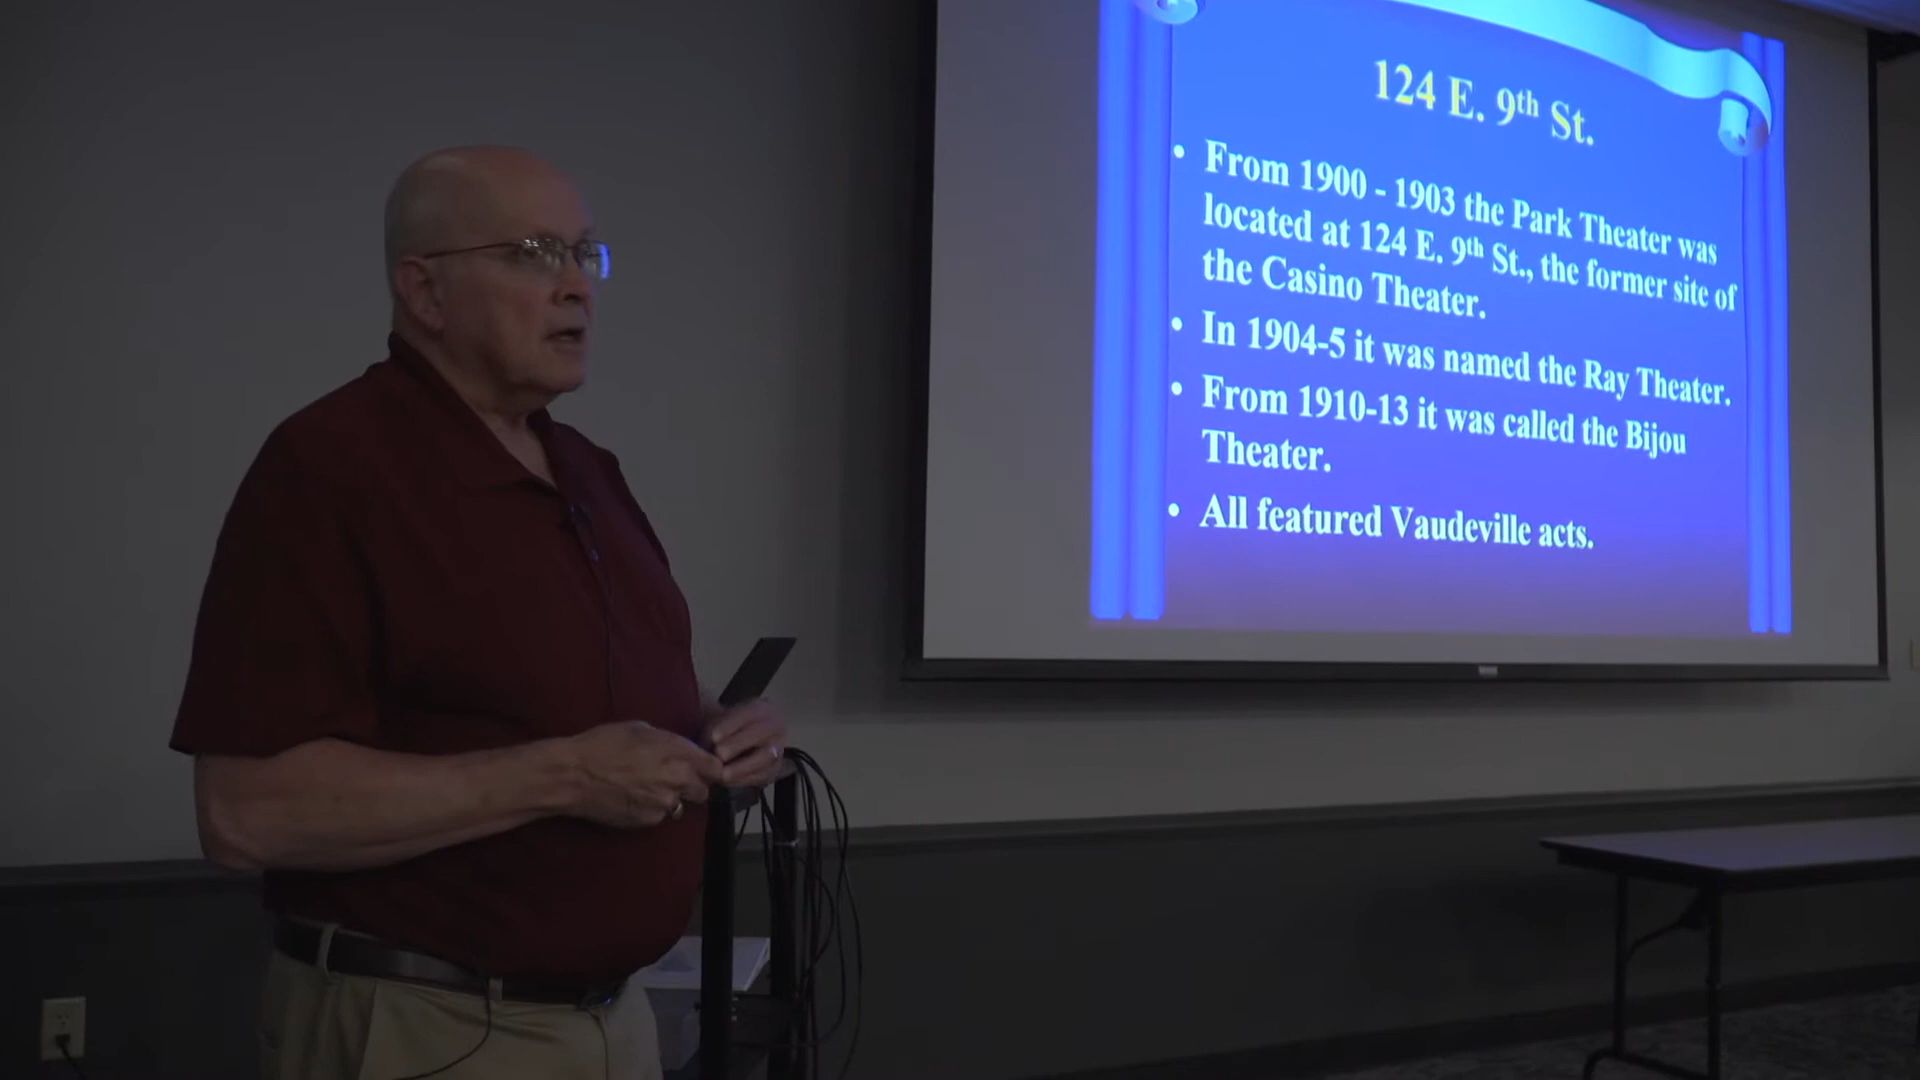 124 E. 9th St.
• From 1900 - 1903 the Park Theater was
located at 124 E. 9th St., the former site of
the Casino Theater.
• In 1904-5 it was named the Ray Theater.
• From 1910-13 it was called the Bijou
Theater.
• All featured Vaudeville acts.